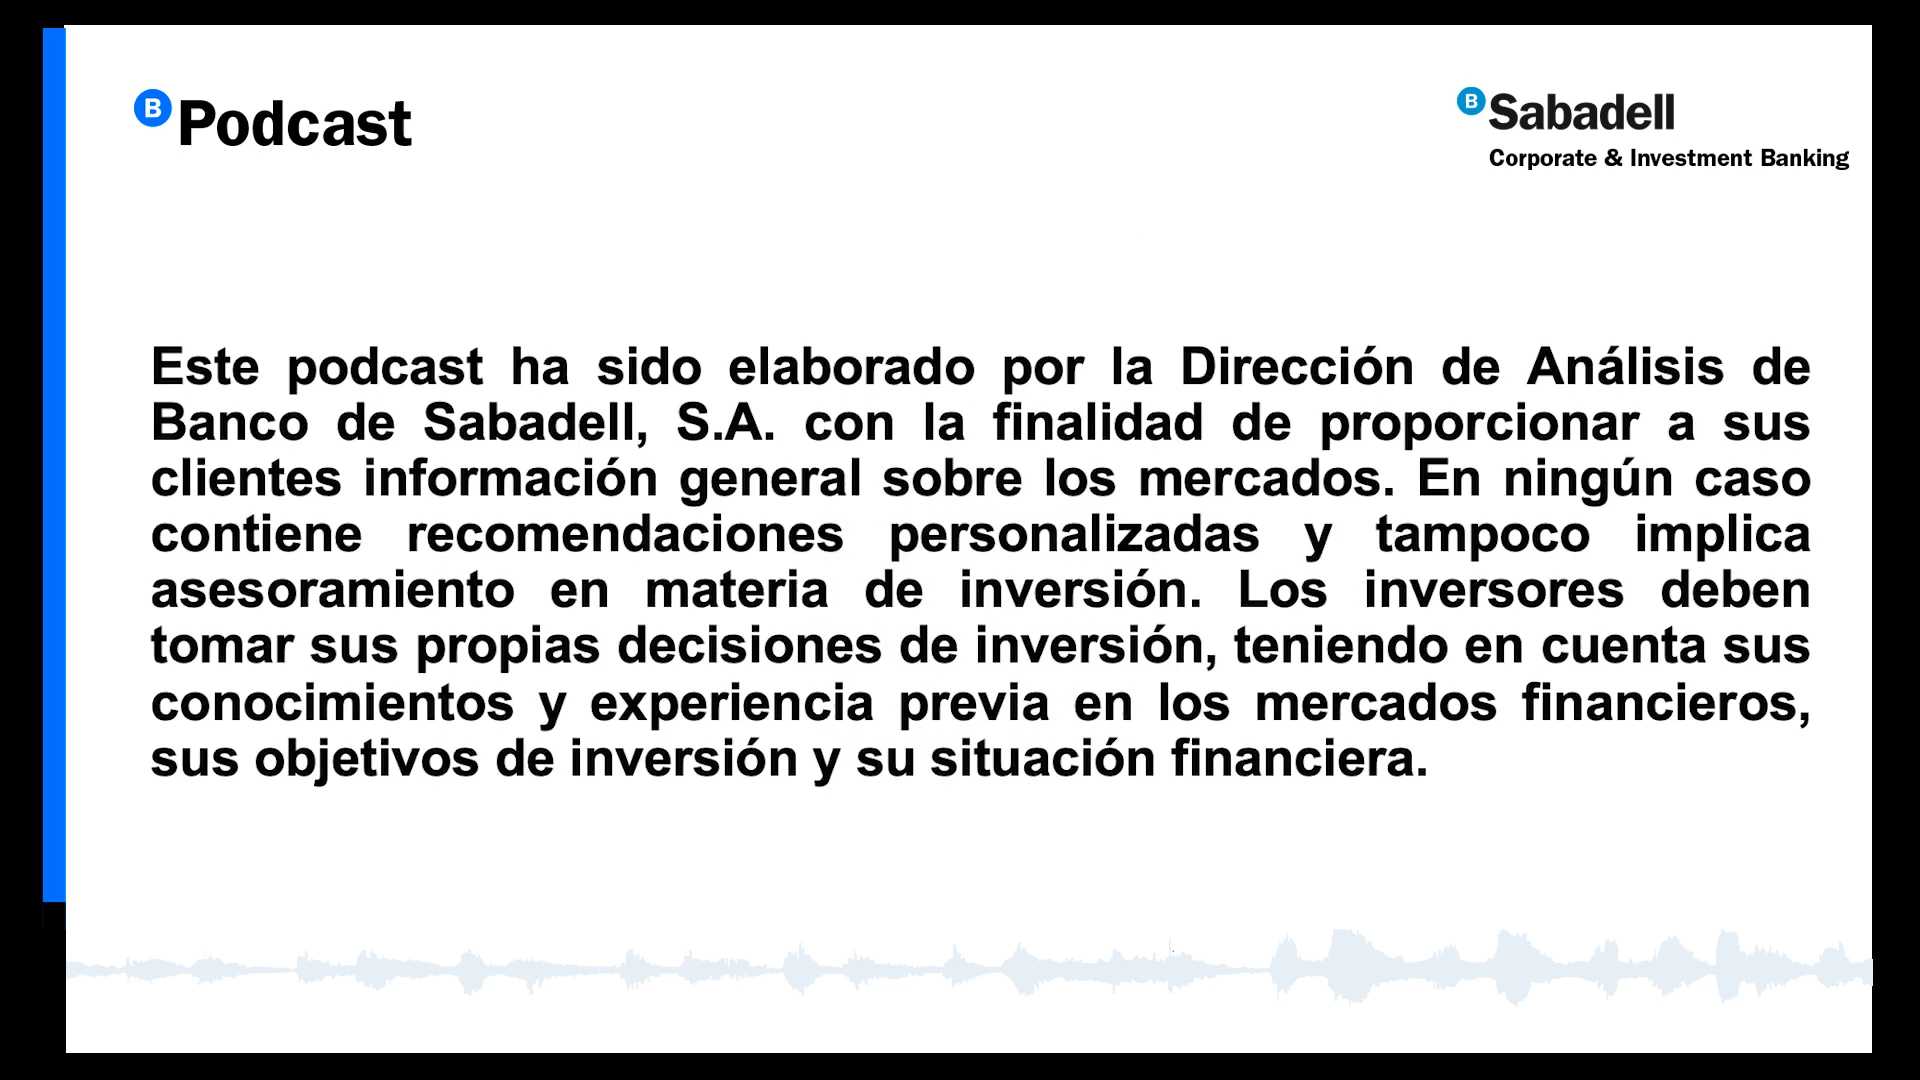 B Podcast
B Sabadell
Corporate & Investment Banking
Este podcast ha sido elaborado por la Dirección de Análisis de
Banco de Sabadell, S.A. con la finalidad de proporcionar a sus
clientes información general sobre los mercados. En ningún caso
contiene recomendaciones personalizadas y tampoco implica
asesoramiento en materia de inversión. Los inversores deben
tomar sus propias decisiones de inversión, teniendo en cuenta sus
conocimientos y experiencia previa en los mercados financieros,
sus objetivos de inversión y su situación financiera.